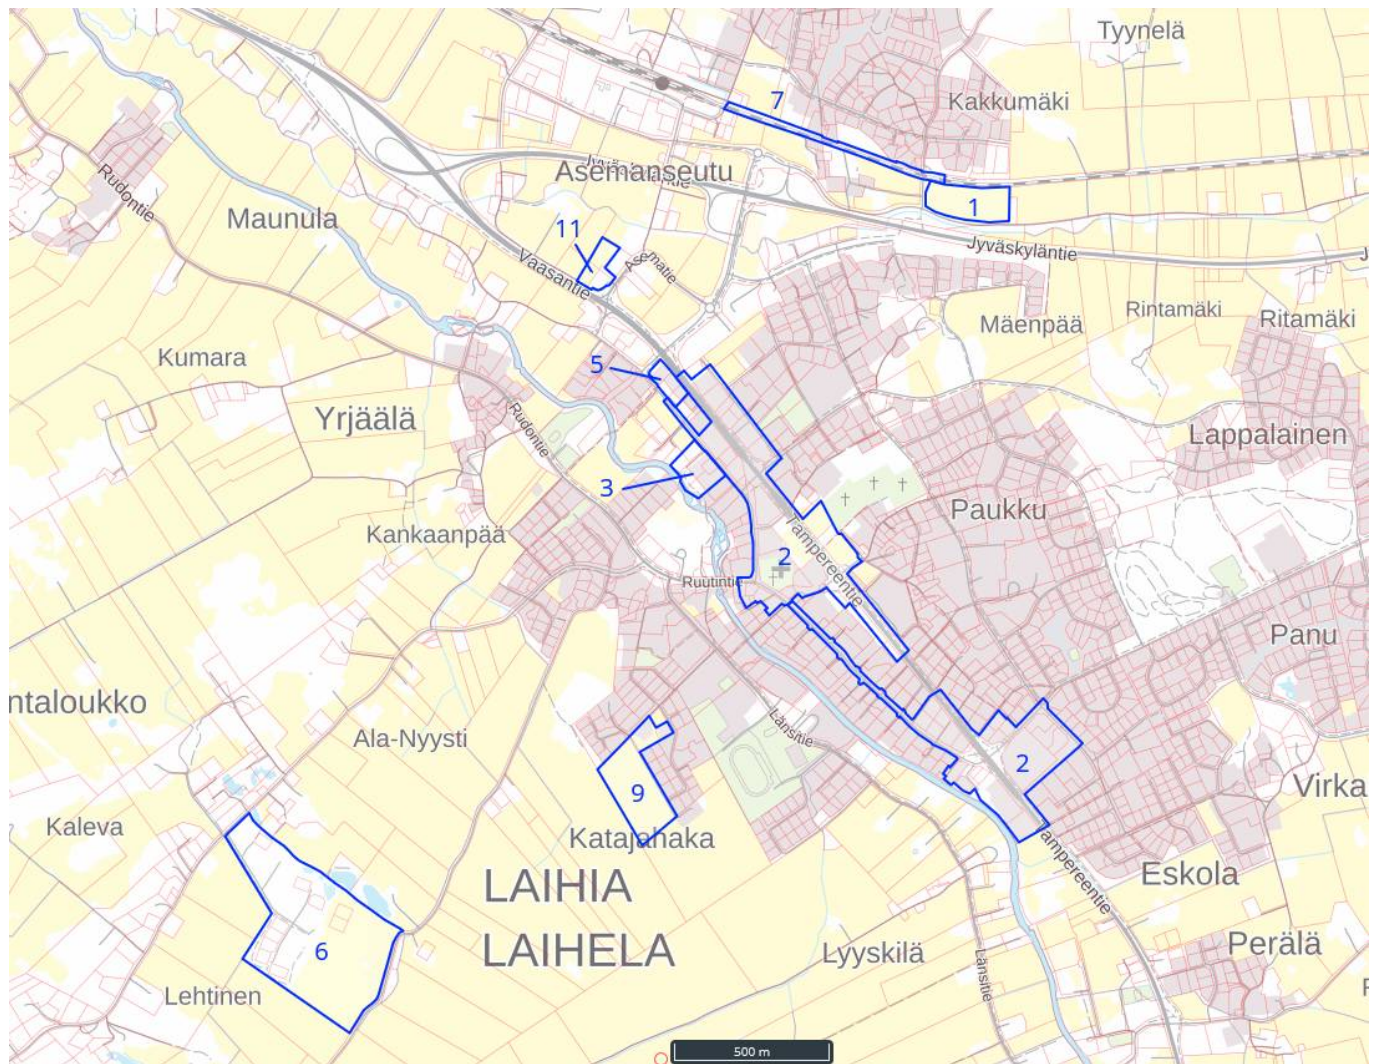 Tyynelä
7
Kakkumäki
Jyväskyläntie
Asemanseutu
Rudontie
Maunula
1
11
Jyväskyläntie
Asematie
Vaasantie
Rintamäki
Mäenpää
Ritamäki
Kumara
5
Yrjäälä
Rudontie
Lappalainen
3
Paukku
Kankaanpää
Tampereentie
2
Ruutintie
Panu
ntaloukko
Länsitie
Ala-Nyysti
2
Virka
9
Kaleva
Katajahaka
Tampereentie
Eskola
LAIHIA
LAIHELA
6
Lyyskilä
Perälä
Länsitie
Lehtinen
500 m